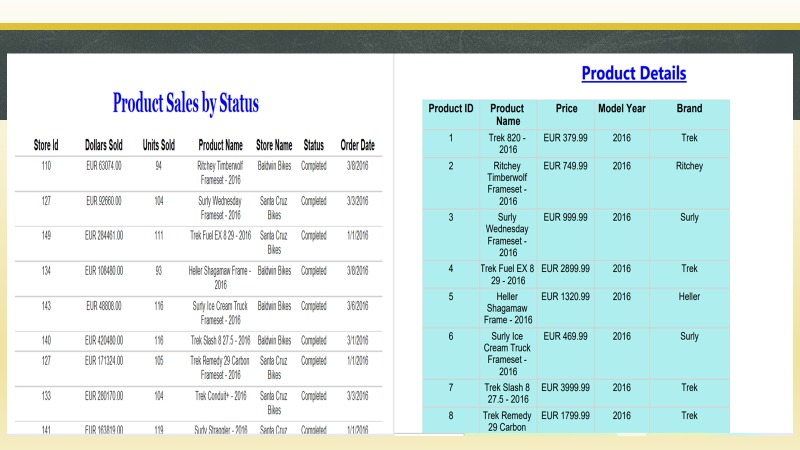 Product Sales by Status
Store Id Dollars Sold Units Sold Product Name Store Name Status Order Date
110 EUR 63074.00 94 Ritchey Timberwolf Baldwin Bikes Completed 3/8/2016
Frameset - 2016
127 EUR 92660.00 104 Surly Wednesday Santa Cruz Completed 3/3/2016
Frameset - 2016 Bikes
149 EUR 284461.00 111 Trek Fuel EX 8 29 - 2016 Santa Cruz Completed 1/1/2016
Bikes
134 EUR 108480.00 93 Heller Shagamaw Frame - Baldwin Bikes Completed 3/8/2016
2016
143 EUR 48808.00 116 Surly Ice Cream Truck Baldwin Bikes Completed 3/6/2016
Frameset - 2016
140 EUR 420480.00 116 Trek Slash 8 27.5 - 2016 Baldwin Bikes Completed 3/1/2016
127 EUR 171324.00 105 Trek Remedy 29 Carbon Santa Cruz Completed 1/1/2016
Frameset - 2016 Bikes
133 EUR 280170.00 104 Trek Conduit+ - 2016 Santa Cruz Completed 3/3/2016
Bikes
141 EUR 163819.00 119 Surly Straggler - 2016 Santa Cruz Completed 1/1/2016
Product Details
Product ID Product Price Model Year Brand
Name
1 Trek 820 - EUR 379.99 2016 Trek
2016
2 Ritchey EUR 749.99 2016 Ritchey
Timberwolf
Frameset -
2016
3 Surly EUR 999.99 2016 Surly
Wednesday
Frameset -
2016
4 Trek Fuel EX 8 EUR 2899.99 2016 Trek
29 - 2016
5 Heller EUR 1320.99 2016 Heller
Shagamaw
Frame - 2016
6 Surly Ice EUR 469.99 2016 Surly
Cream Truck
Frameset -
2016
7 Trek Slash 8 EUR 3999.99 2016 Trek
27.5 - 2016
8 Trek Remedy EUR 1799.99 2016 Trek
29 Carbon